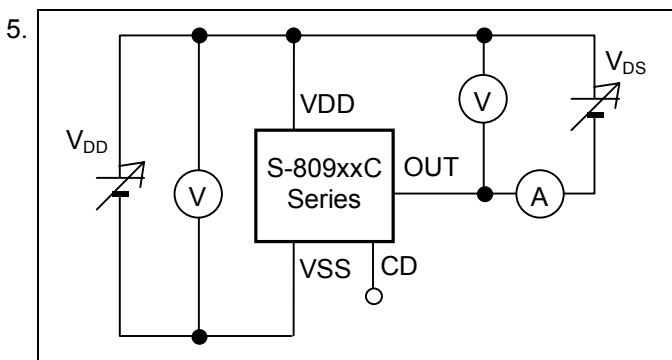 5.
V
VDS
VDD
VDD
V
S-809xxC
Series
OUT
A
V
VSS
CD